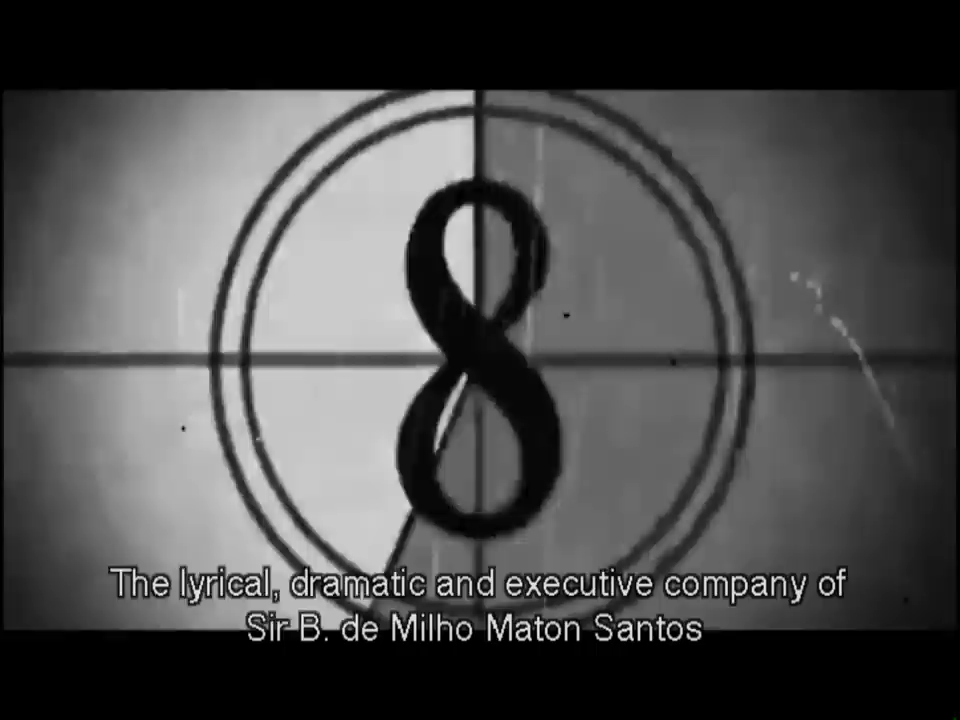 8
The lyrical, dramatic and executive company of
Sir B. de Milho Maton Santos